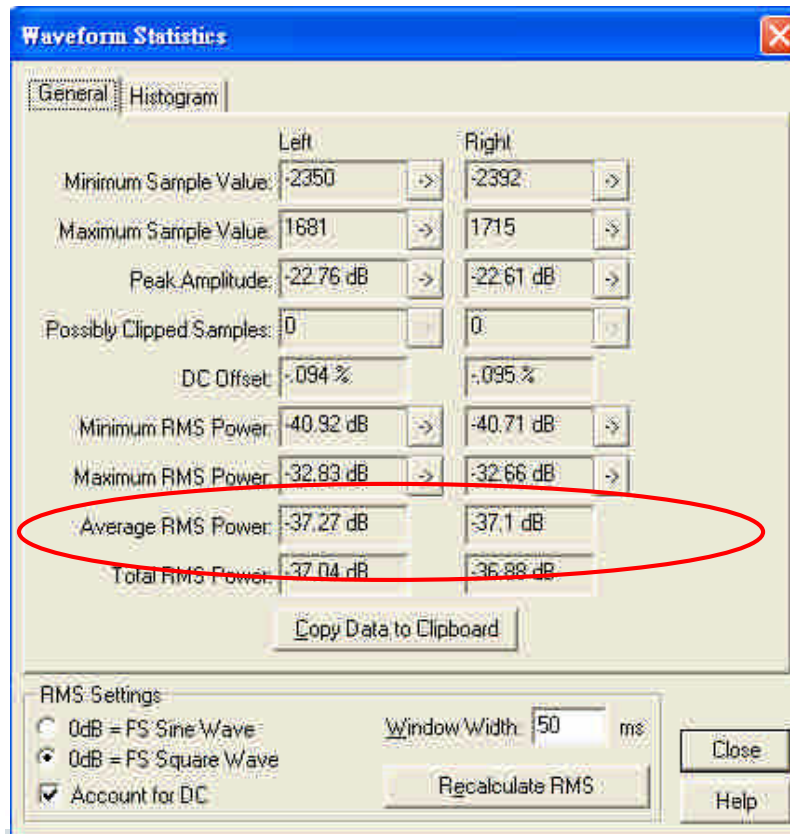 Waveform Statistics
General Histogram
Left Right
Minimum Sample Value: -2350 -> -2392 ->
Maximum Sample Value: 1681 -> 1715 ->
Peak Amplitude: -22.76 dB -> -22.61 dB ->
Possibly Clipped Samples: 0 -> 0 ->
DC Offset: -.094 % -.095 %
Minimum RMS Power: -40.92 dB -> -40.71 dB ->
Maximum RMS Power: -32.83 dB -> -32.66 dB ->
Average RMS Power: -37.27 dB -37.1 dB
Total RMS Power: -37.04 dB -36.88 dB
Copy Data to Clipboard
RMS Settings
0dB = FS Sine Wave
0dB = FS Square Wave
Account for DC
Window Width: 50 ms
Recalculate RMS
Close
Help